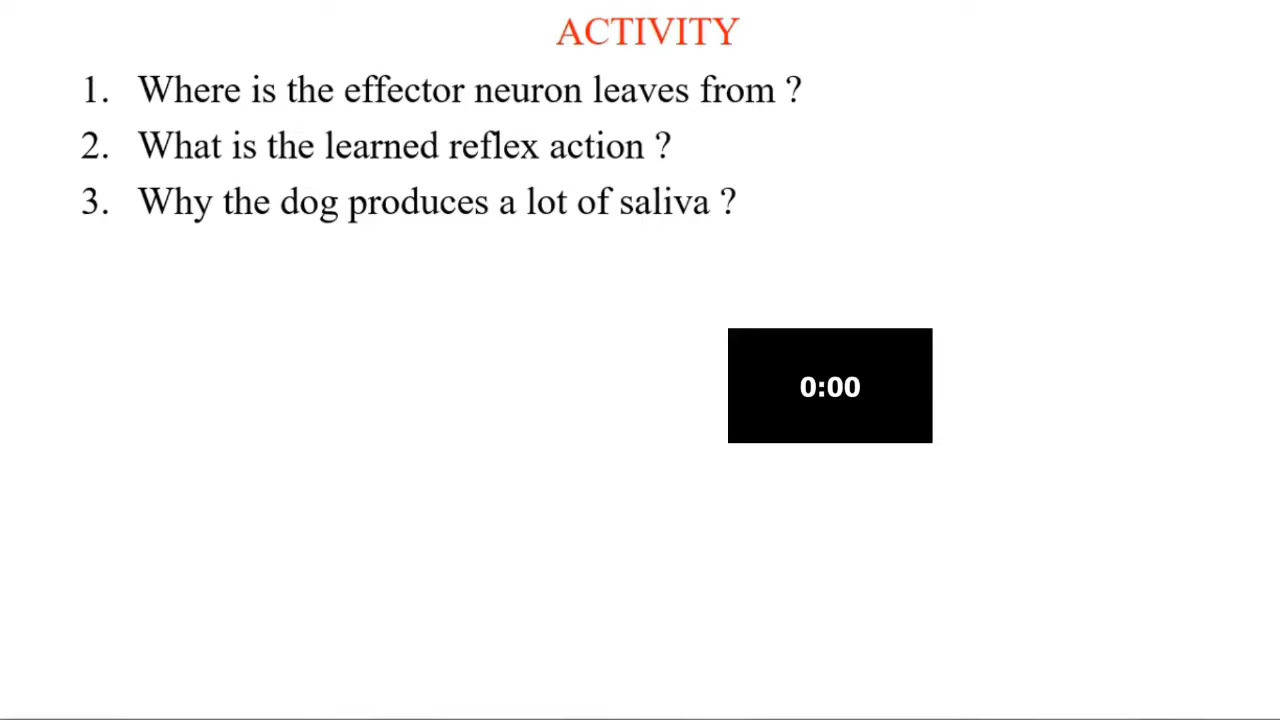 ACTIVITY
1. Where is the effector neuron leaves from ?
2. What is the learned reflex action ?
3. Why the dog produces a lot of saliva ?
0:00